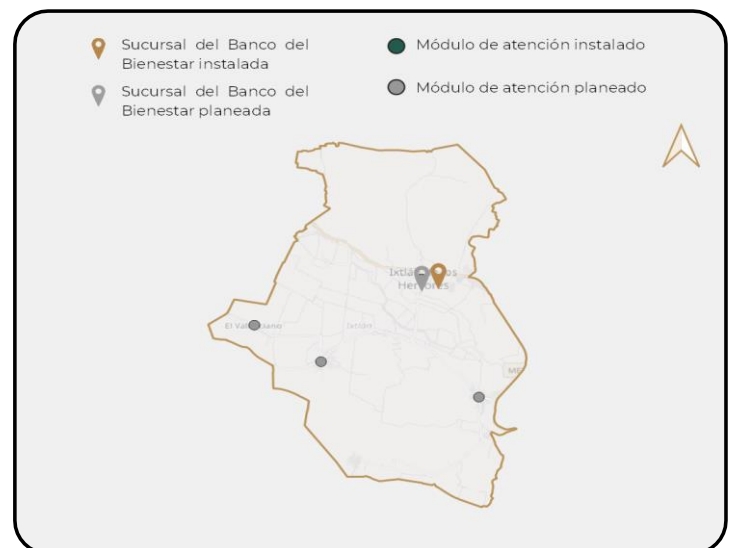 Sucursal del Banco del
Bienestar instalada
Sucursal del Banco del
Bienestar planeada
Módulo de atención instalado
Módulo de atención planeado
Ixtlán